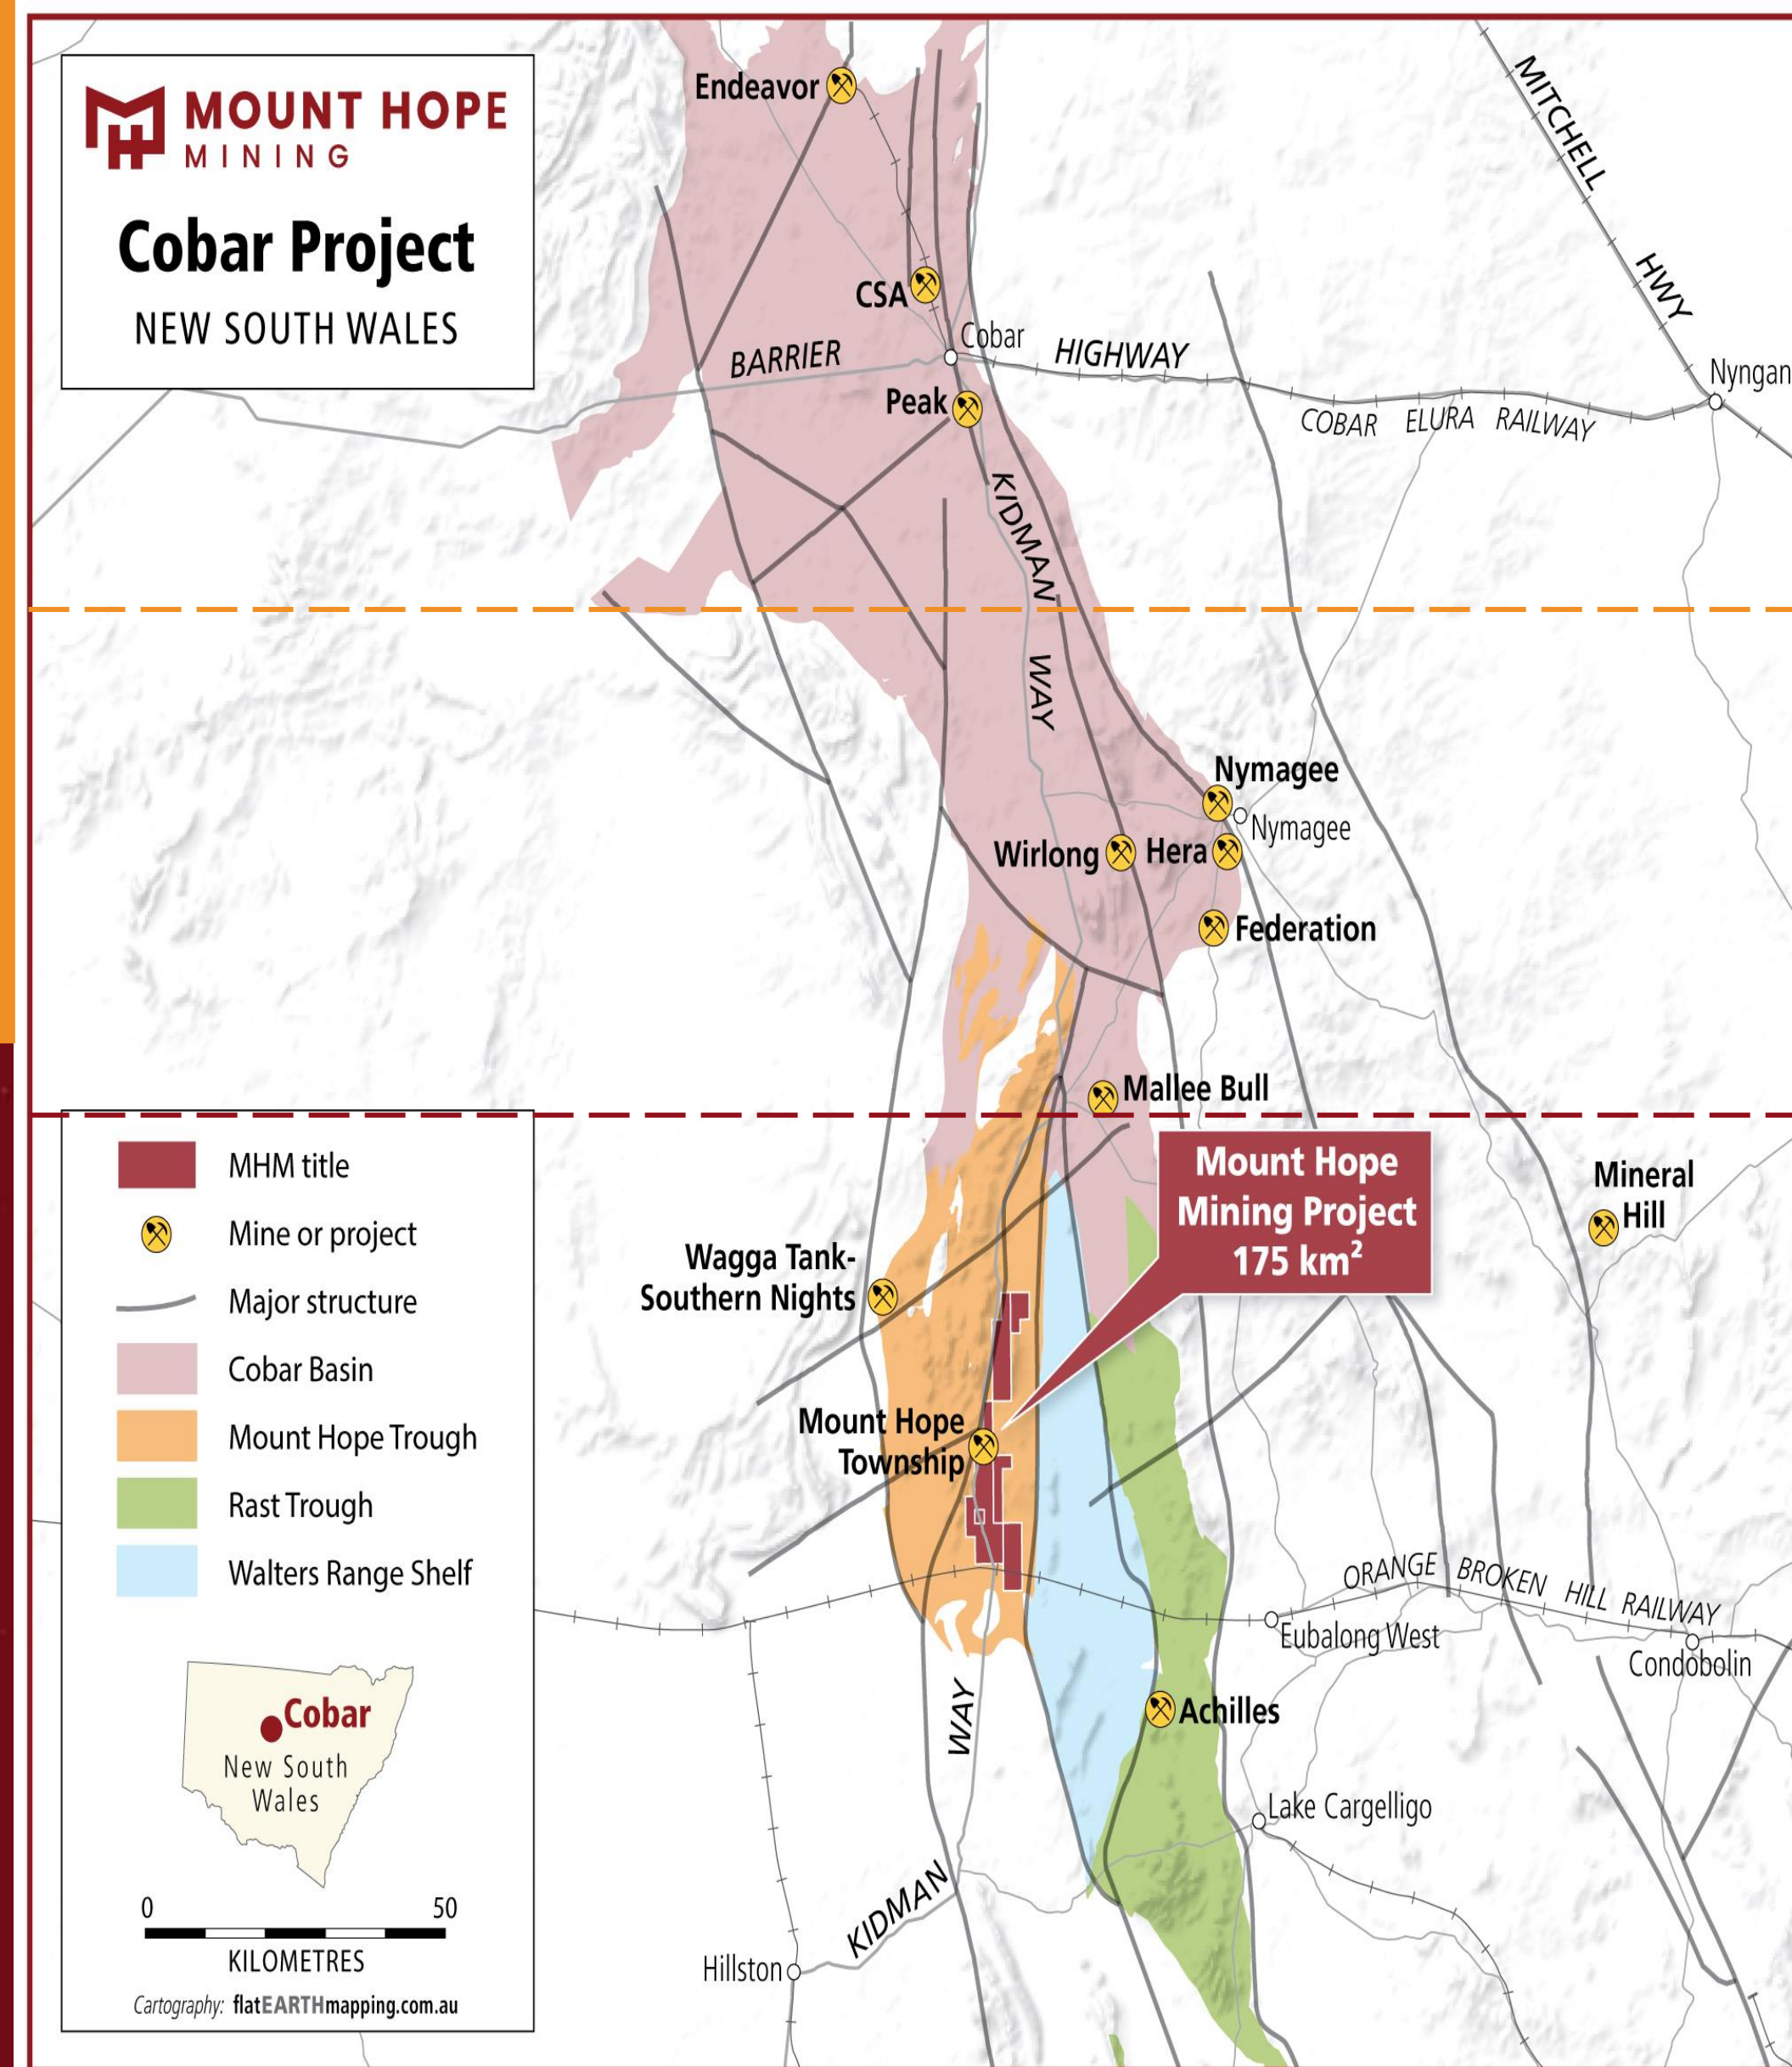 MOUNT HOPE
MINING
Cobar Project
NEW SOUTH WALES
Endeavor
MITCHELL
HWY
CSA
Cobar
BARRIER
HIGHWAY
Nyngan
Peak
COBAR ELURA RAILWAY
KIDMAN
WAY
Nymagee
Nymagee
Wirlong
Hera
Federation
Mallee Bull
Mount Hope
Mining Project
175 km²
Mineral
Hill
Wagga Tank-
Southern Nights
Mount Hope
Township
ORANGE BROKEN HILL RAILWAY
Eubalong West
Condobolin
WAY
Achilles
Lake Cargelligo
KIDMAN
Hillston
MHM title
Mine or project
Major structure
Cobar Basin
Mount Hope Trough
Rast Trough
Walters Range Shelf
Cobar
New South
Wales
0 50
KILOMETRES
Cartography: flatEARTHmapping.com.au